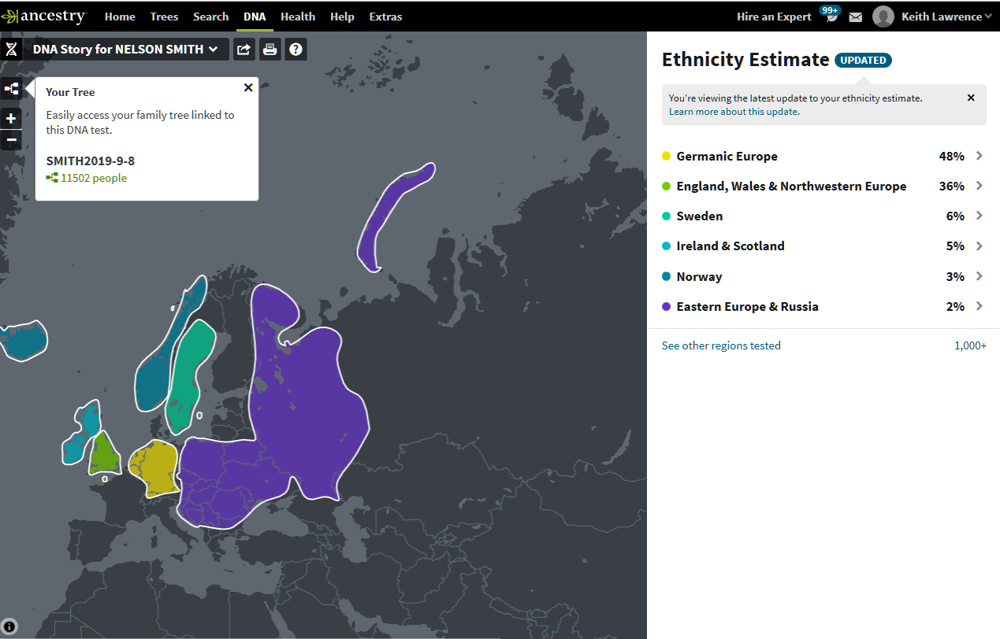 ancestry Home Trees Search DNA Health Help Extras Hire an Expert 99+ Keith Lawrence
DNA Story for NELSON SMITH
Your Tree
Easily access your family tree linked to
this DNA test.
SMITH2019-9-8
11502 people
Ethnicity Estimate UPDATED
You're viewing the latest update to your ethnicity estimate.
Learn more about this update.
Germanic Europe 48%
England, Wales & Northwestern Europe 36%
Sweden 6%
Ireland & Scotland 5%
Norway 3%
Eastern Europe & Russia 2%
See other regions tested 1,000+